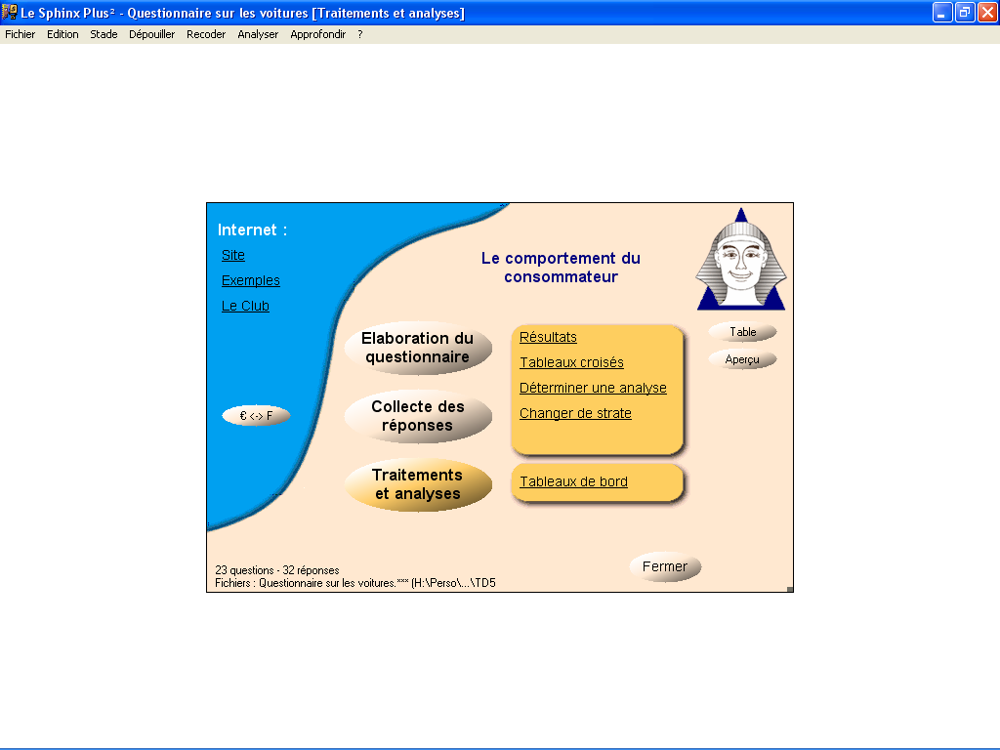 Le Sphinx Plus² - Questionnaire sur les voitures [Traitements et analyses]
Fichier Edition Stade Dépouiller Recoder Analyser Approfondir ?
Internet :
Site
Exemples
Le Club
Le comportement du
consommateur
Elaboration du
questionnaire
Résultats
Tableaux croisés
Déterminer une analyse
Changer de strate
Table
Aperçu
€ <-> F
Collecte des
réponses
Traitements
et analyses
Tableaux de bord
Fermer
23 questions - 32 réponses
Fichiers : Questionnaire sur les voitures.*** (H:\Perso\...\TD5